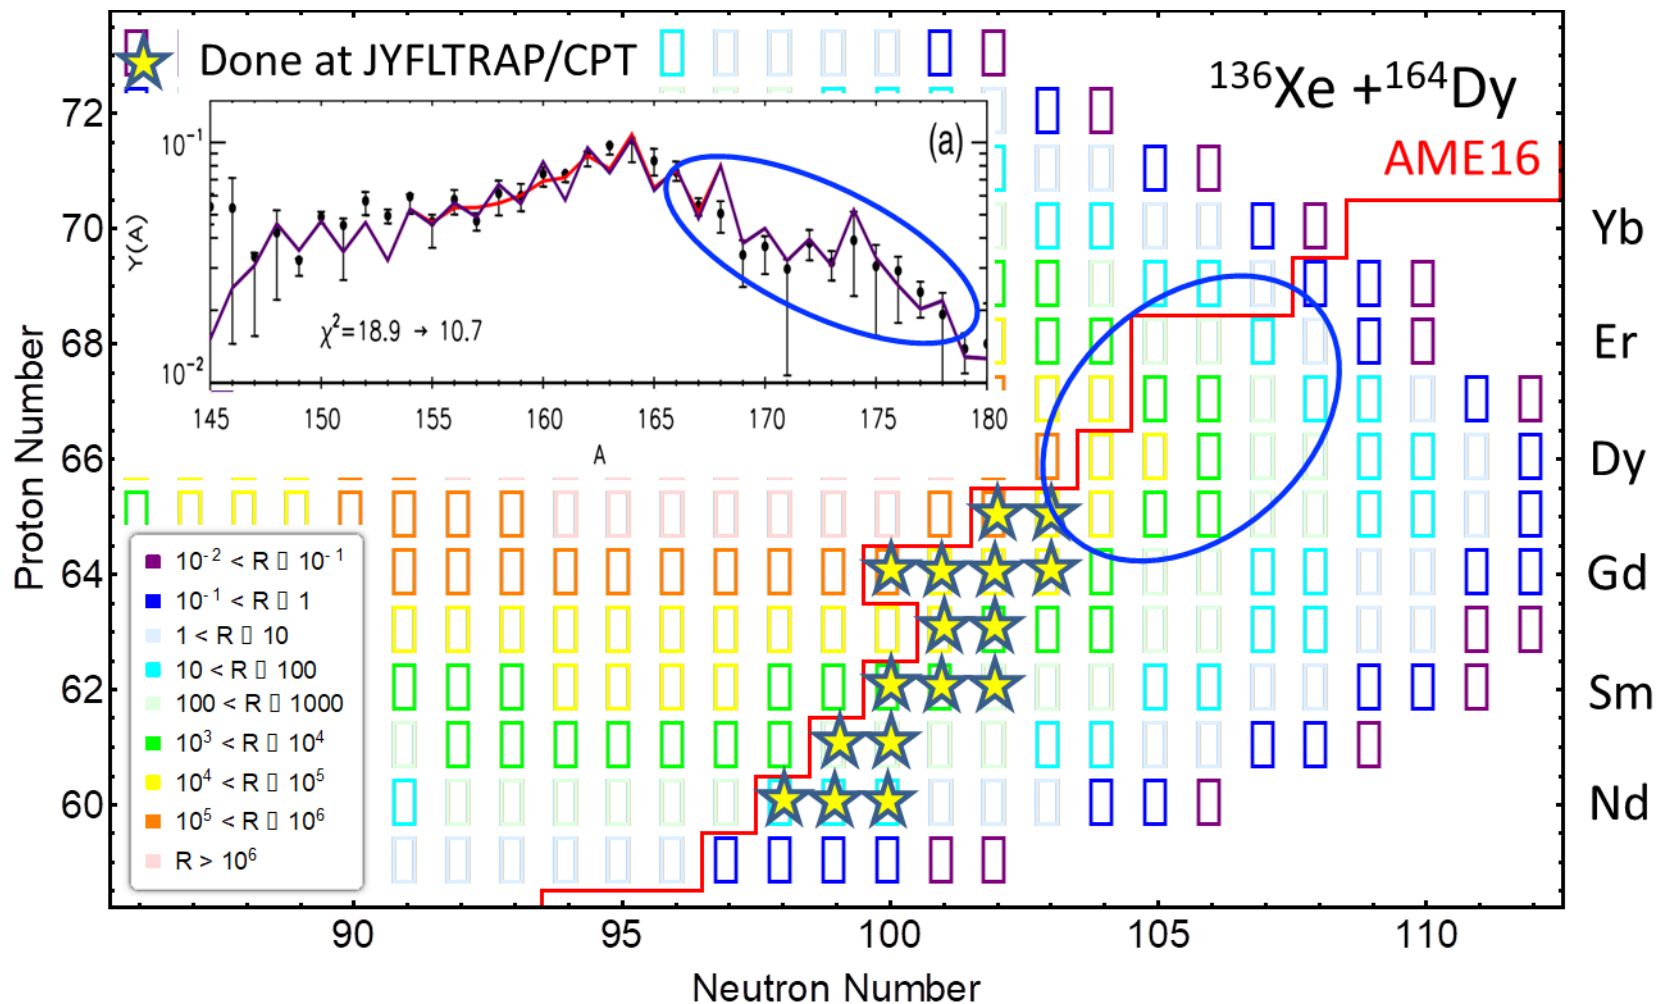 Done at JYFLTRAP/CPT
¹³⁶Xe +¹⁶⁴Dy
AME16
(a)
10⁻¹
10⁻²
Y(A)
χ²=18.9 → 10.7
145 150 155 160 165 170 175 180
A
72
70
68
66
64
62
60
Proton Number
Yb
Er
Dy
Gd
Sm
Nd
10⁻² < R ▯ 10⁻¹
10⁻¹ < R ▯ 1
1 < R ▯ 10
10 < R ▯ 100
100 < R ▯ 1000
10³ < R ▯ 10⁴
10⁴ < R ▯ 10⁵
10⁵ < R ▯ 10⁶
R > 10⁶
90 95 100 105 110
Neutron Number